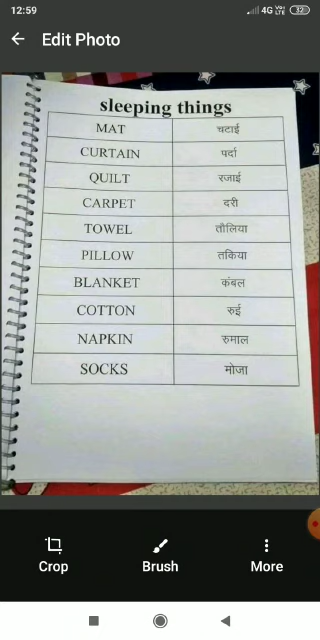 12:59 4G VoLTE 32
Edit Photo
sleeping things
MAT चटाई
CURTAIN पर्दा
QUILT रजाई
CARPET दरी
TOWEL तौलिया
PILLOW तकिया
BLANKET कंबल
COTTON रुई
NAPKIN रुमाल
SOCKS मोजा
Crop Brush More